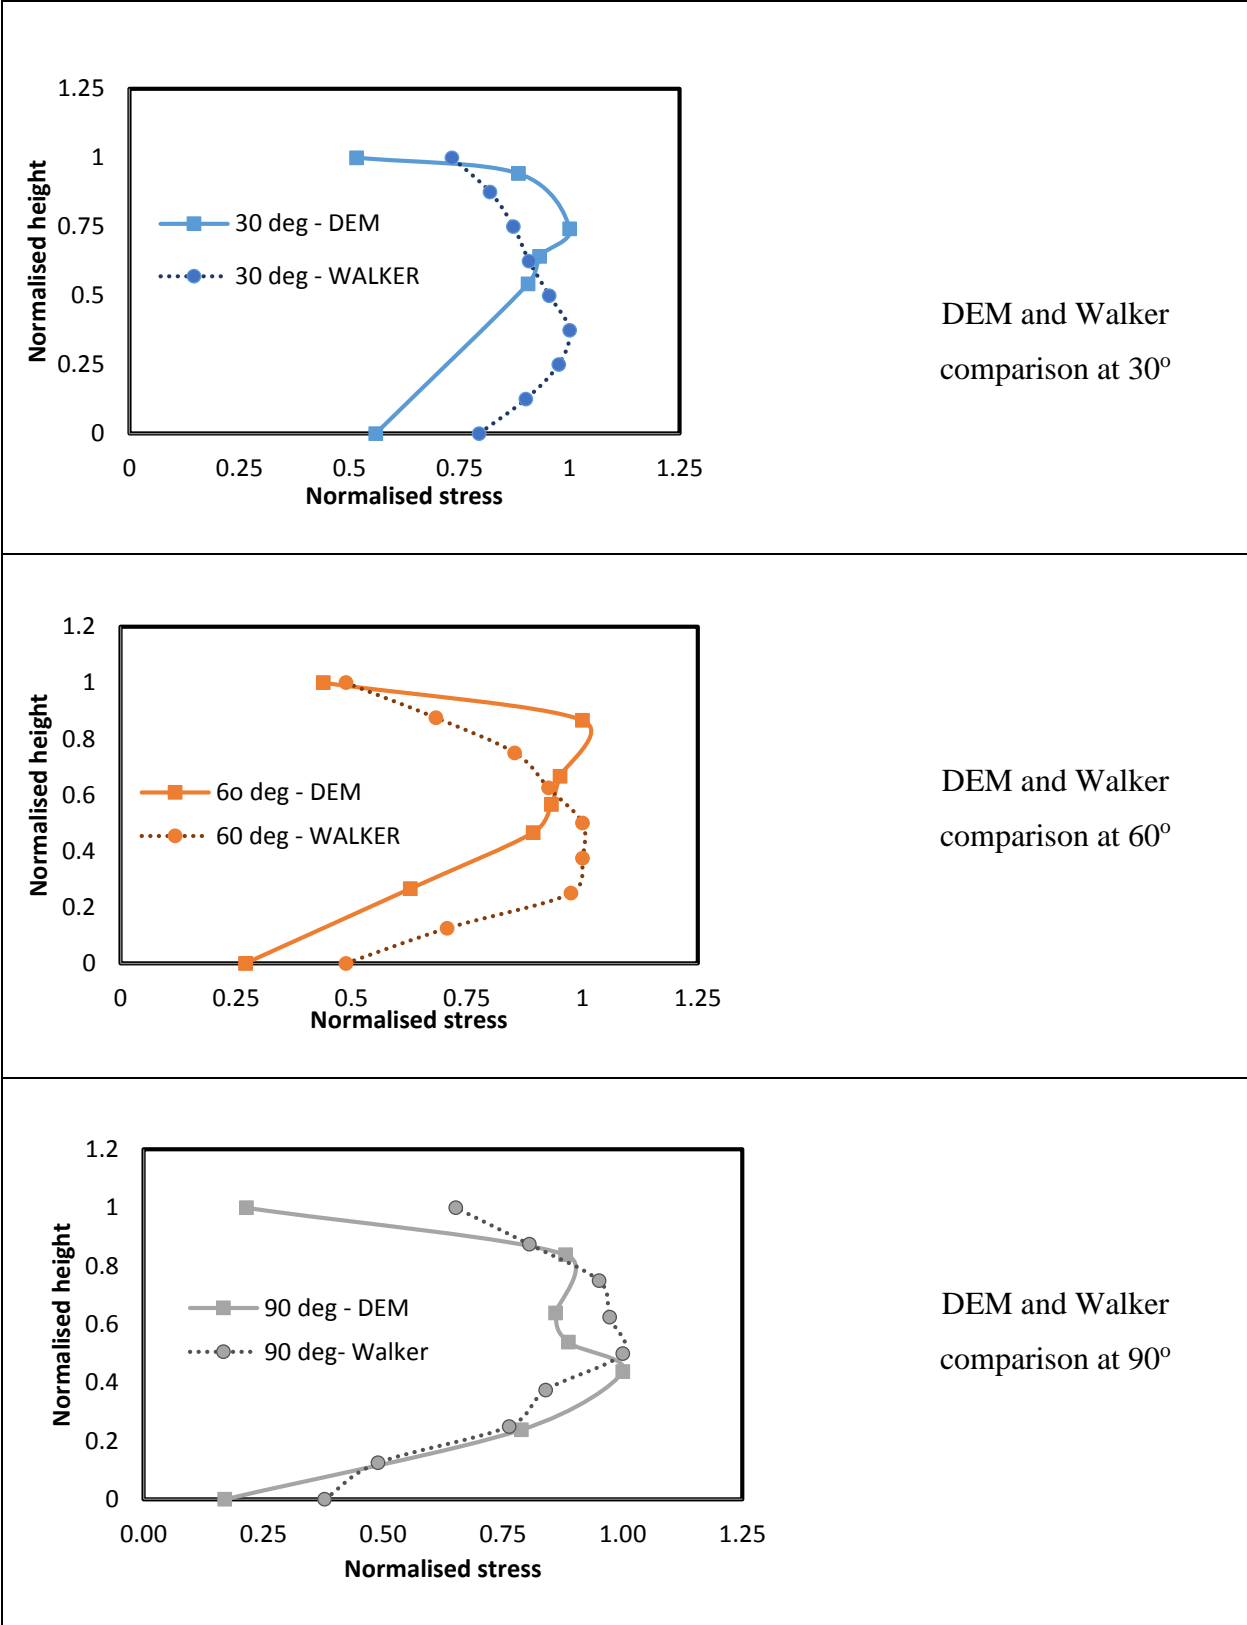 1.25
1
0.75
0.5
0.25
0
Normalised height
30 deg - DEM
30 deg - WALKER
0 0.25 0.5 0.75 1 1.25
Normalised stress
DEM and Walker
comparison at 30º
1.2
1
0.8
0.6
0.4
0.2
0
Normalised height
6o deg - DEM
60 deg - WALKER
0 0.25 0.5 0.75 1 1.25
Normalised stress
DEM and Walker
comparison at 60º
1.2
1
0.8
0.6
0.4
0.2
0
Normalised height
90 deg - DEM
90 deg- Walker
0.00 0.25 0.50 0.75 1.00 1.25
Normalised stress
DEM and Walker
comparison at 90º